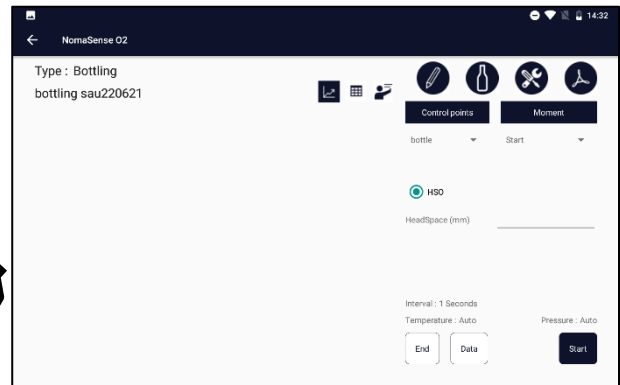 14:32
NomaSense O2
Type : Bottling
bottling sau220621
Control points
Moment
bottle
Start
HSO
HeadSpace (mm)
Interval : 1 Seconds
Temperature : Auto
Pressure : Auto
End
Data
Start